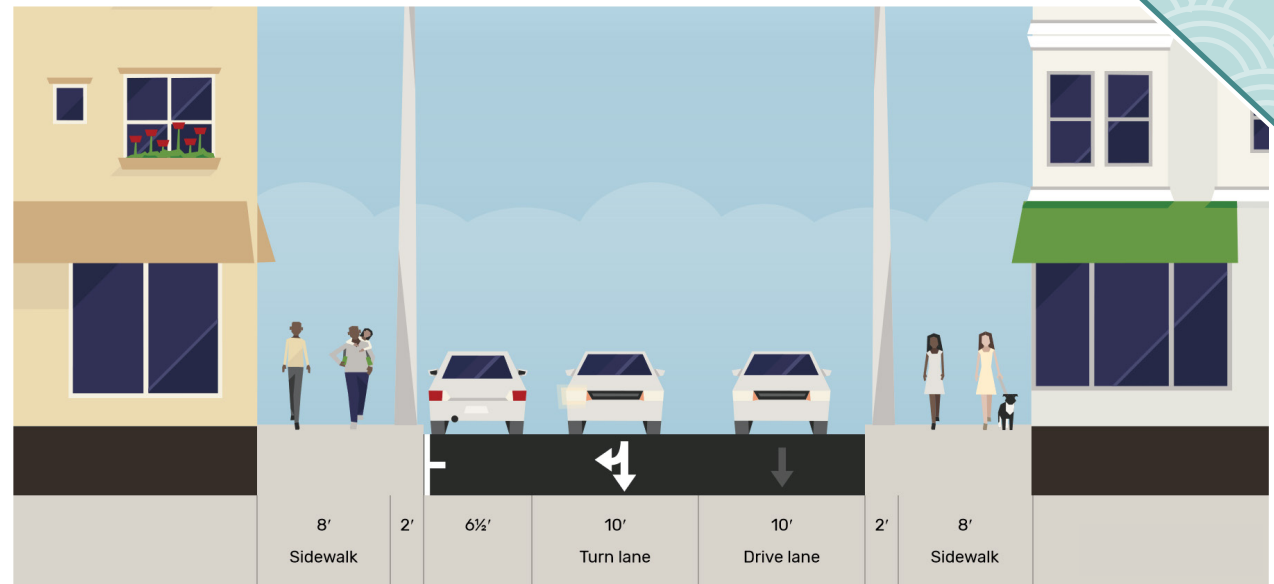 8′ 2′ 6½′ 10′ 10′ 2′ 8′
Sidewalk Turn lane Drive lane Sidewalk